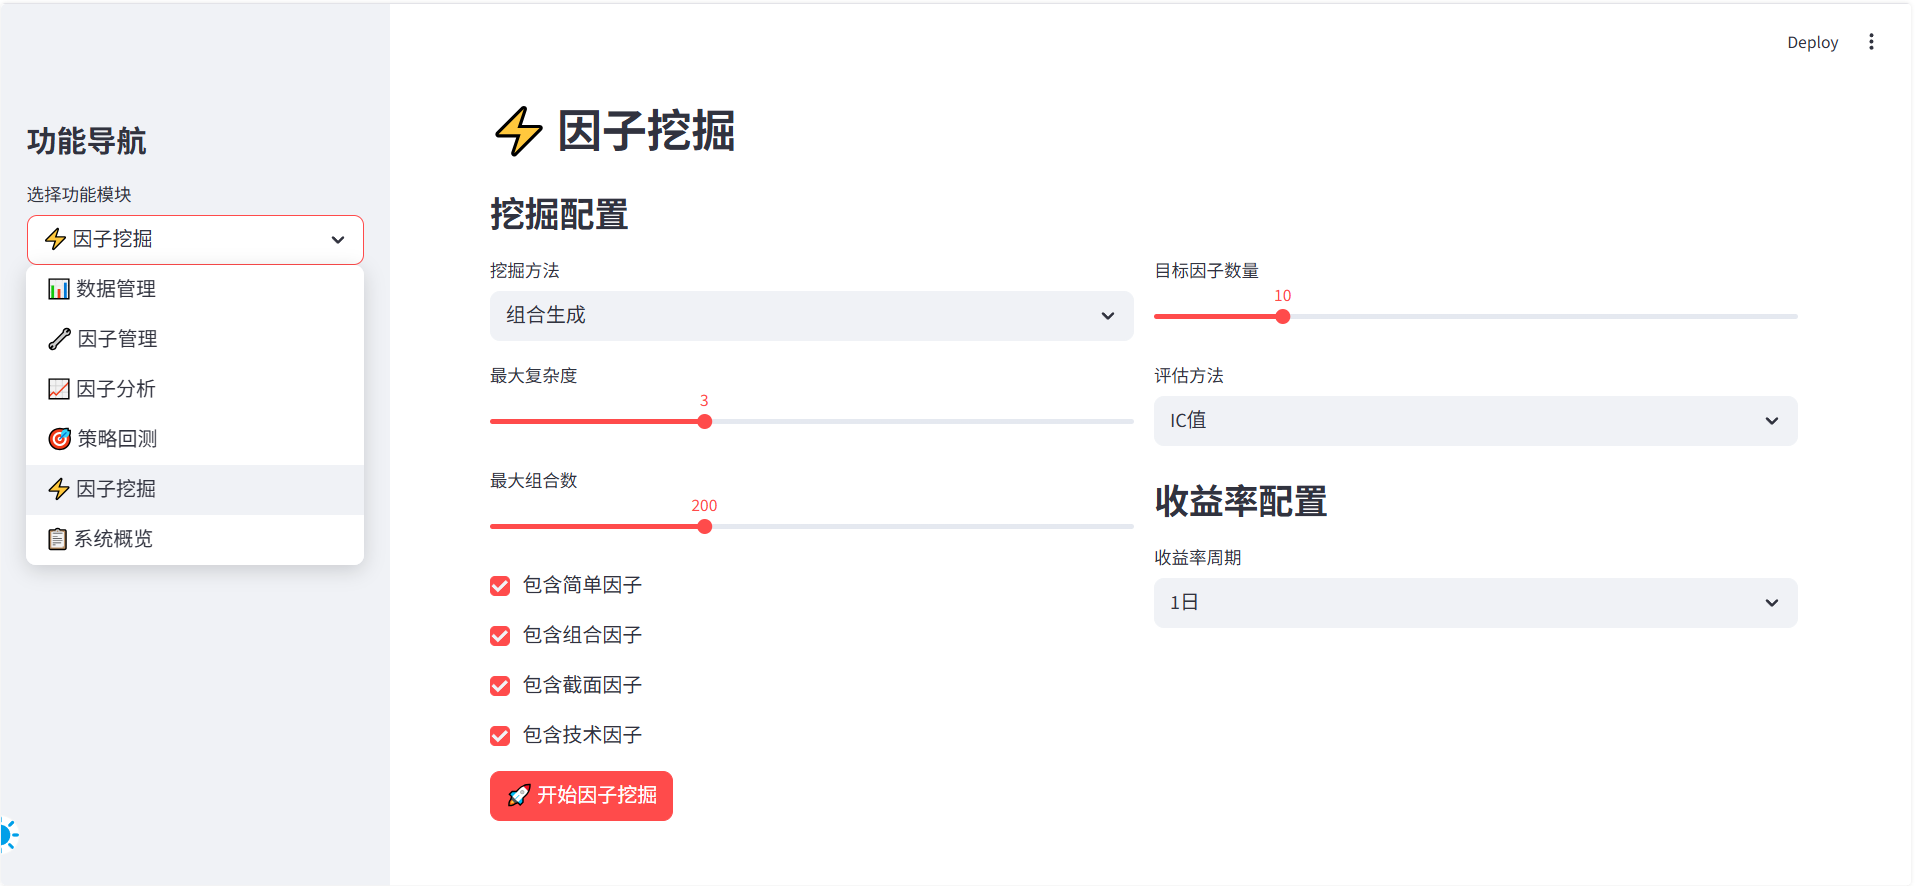 Deploy
功能导航
选择功能模块
因子挖掘
数据管理
因子管理
因子分析
策略回测
因子挖掘
系统概览
因子挖掘
挖掘配置
挖掘方法
组合生成
最大复杂度
3
最大组合数
200
包含简单因子
包含组合因子
包含截面因子
包含技术因子
开始因子挖掘
目标因子数量
10
评估方法
IC值
收益率配置
收益率周期
1日